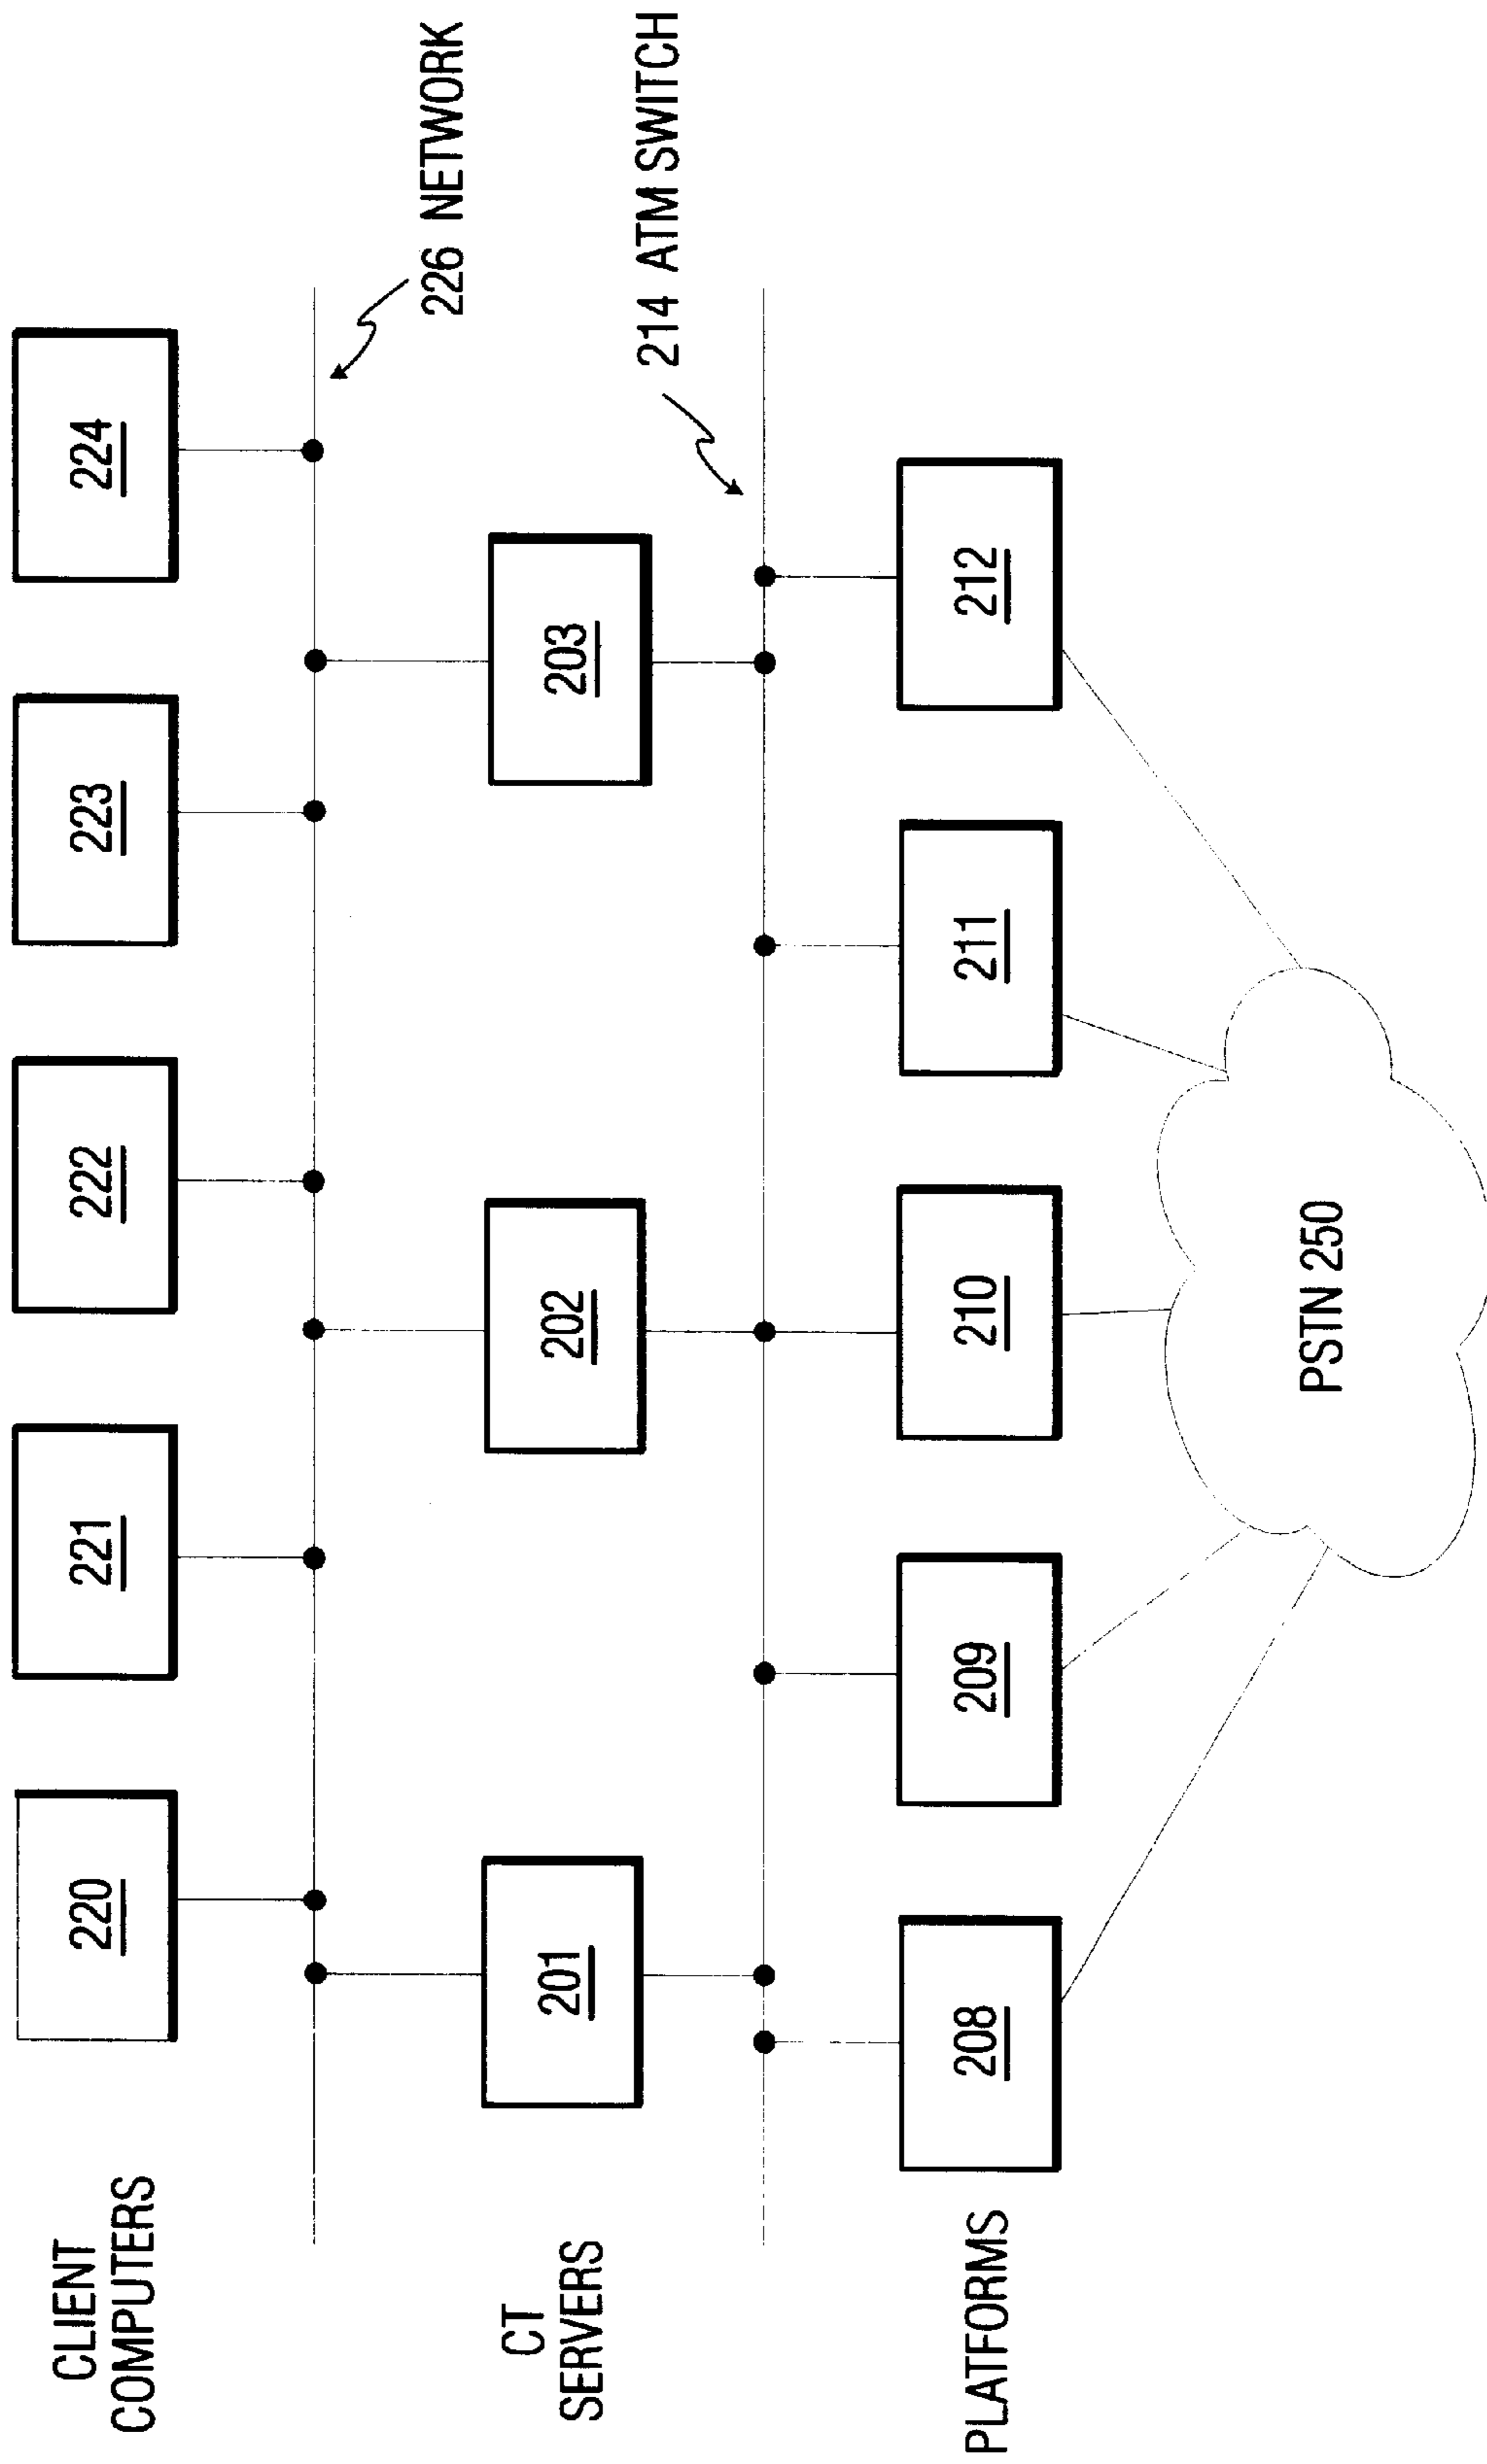 CLIENT
COMPUTERS
220
221
222
223
224
226 NETWORK
CT
SERVERS
201
202
203
214 ATM SWITCH
PLATFORMS
208
209
210
211
212
PSTN 250